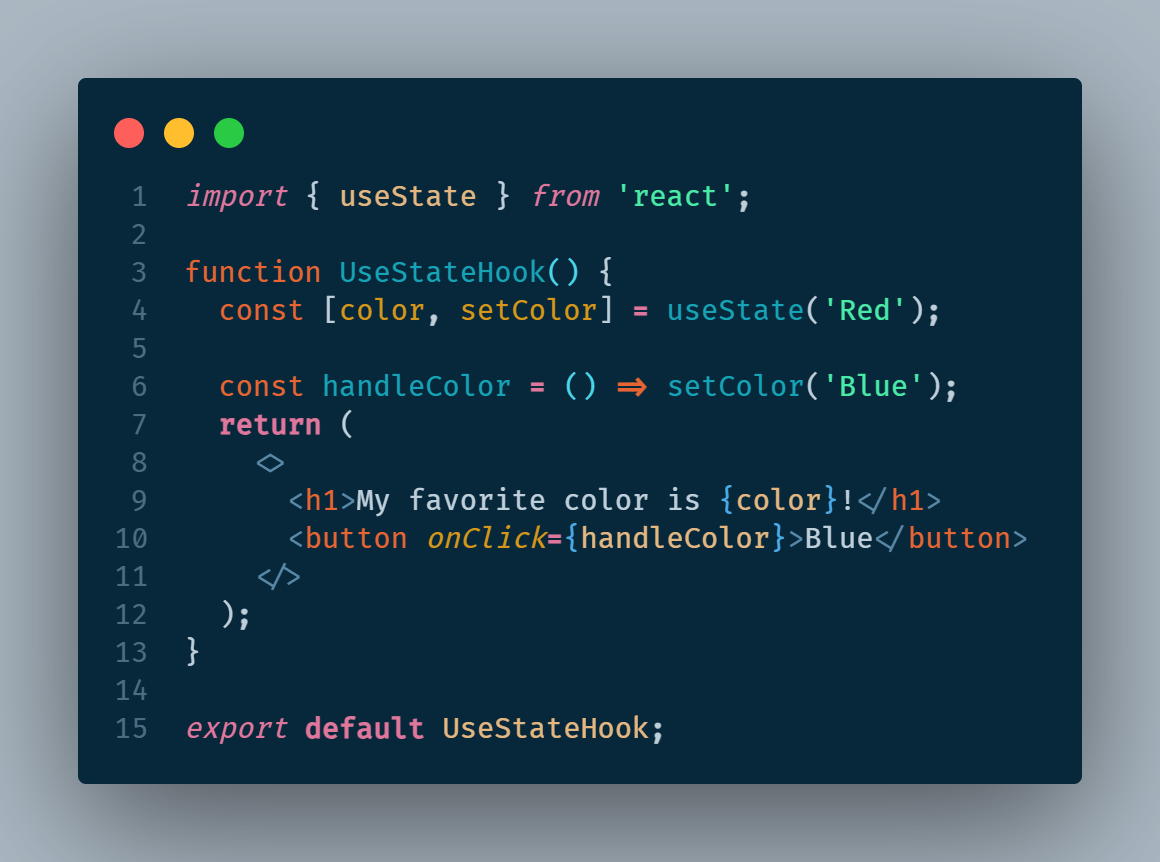 1 import { useState } from 'react';
2
3 function UseStateHook() {
4   const [color, setColor] = useState('Red');
5
6   const handleColor = () => setColor('Blue');
7   return (
8     <>
9       <h1>My favorite color is {color}!</h1>
10       <button onClick={handleColor}>Blue</button>
11     </>
12   );
13 }
14
15 export default UseStateHook;